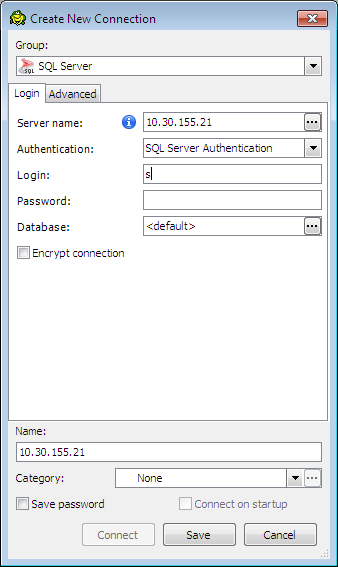 Create New Connection
Group:
SQL SQL Server
Login Advanced
Server name: i 10.30.155.21 ...
Authentication: SQL Server Authentication
Login: s
Password:
Database: <default> ...
Encrypt connection
Name:
10.30.155.21
Category: None ...
Save password Connect on startup
Connect Save Cancel